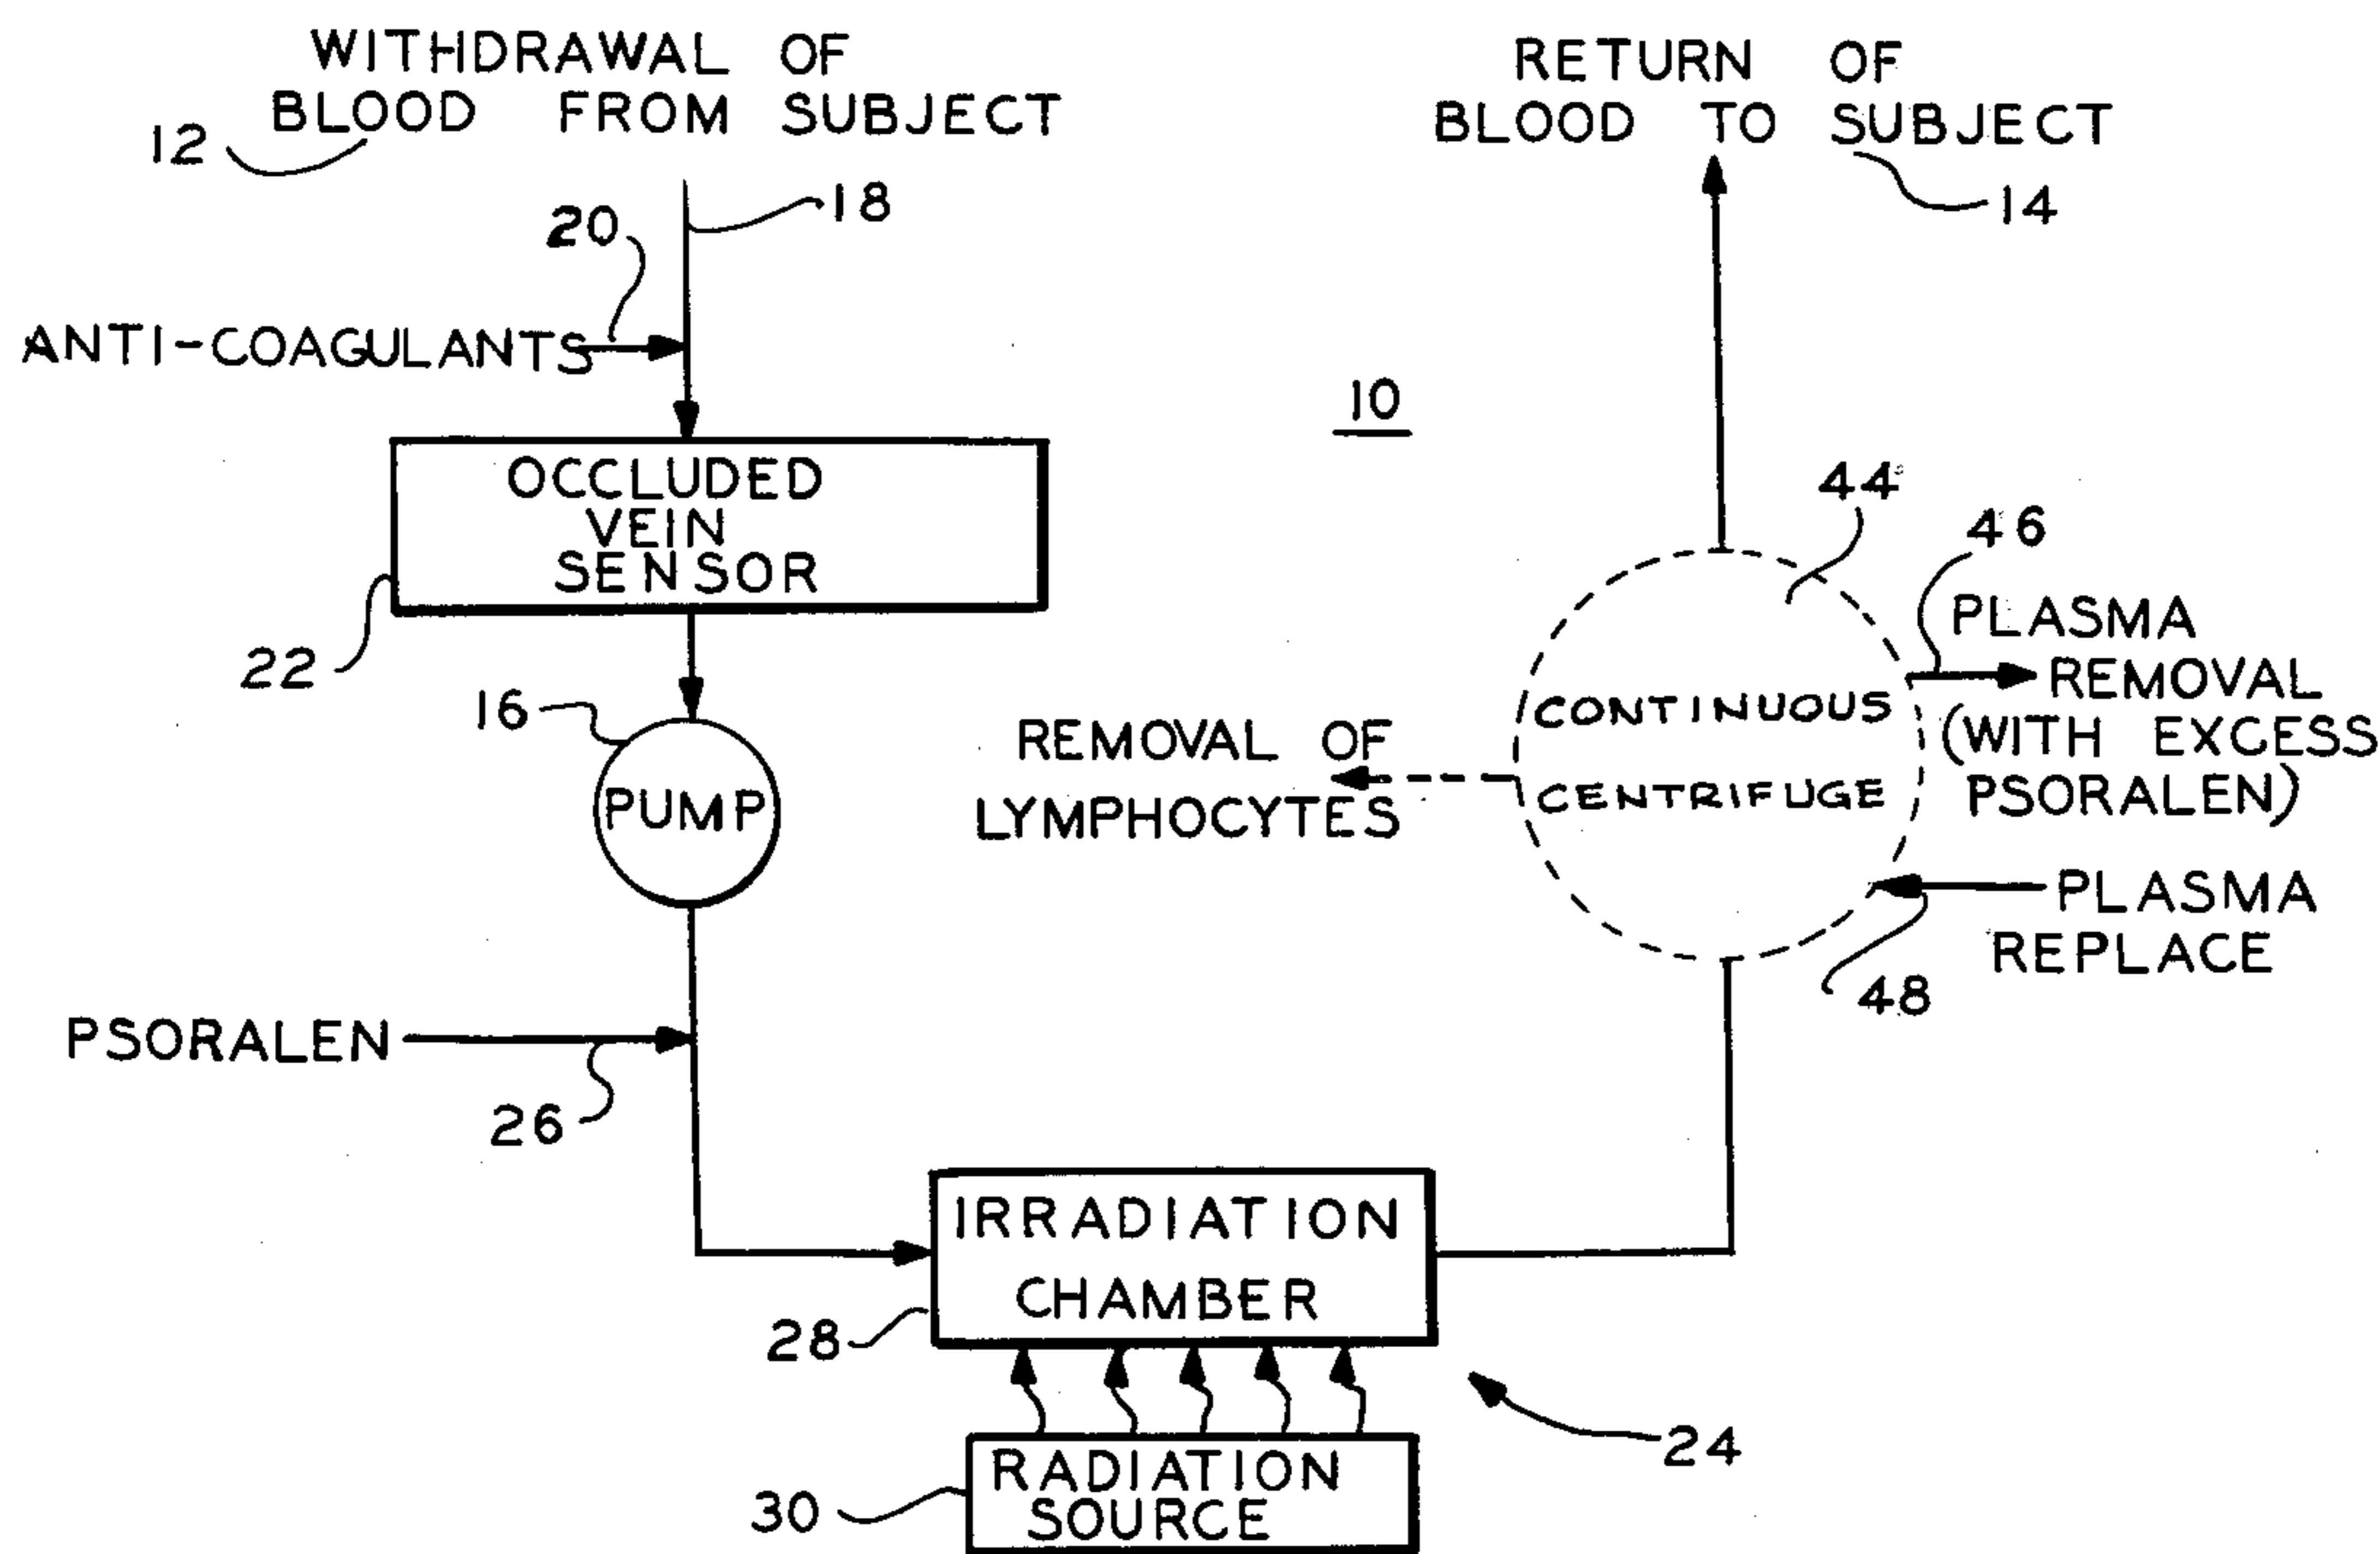 WITHDRAWAL OF
BLOOD FROM SUBJECT
12
18
20
ANTI-COAGULANTS
OCCLUDED
VEIN
SENSOR
22
16
PUMP
PSORALEN
26
IRRADIATION
CHAMBER
28
RADIATION
SOURCE
30
24
10
RETURN OF
BLOOD TO SUBJECT
14
44
46
PLASMA
REMOVAL
(WITH EXCESS
PSORALEN)
CONTINUOUS
CENTRIFUGE
REMOVAL OF
LYMPHOCYTES
PLASMA
REPLACE
48